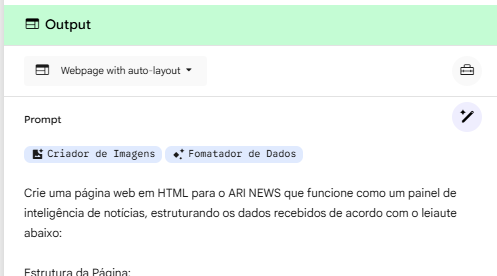 Output
Webpage with auto-layout
Prompt
Criador de Imagens Fomatador de Dados
Crie uma página web em HTML para o ARI NEWS que funcione como um painel de
inteligência de notícias, estruturando os dados recebidos de acordo com o leiaute
abaixo:
Estrutura da Página: